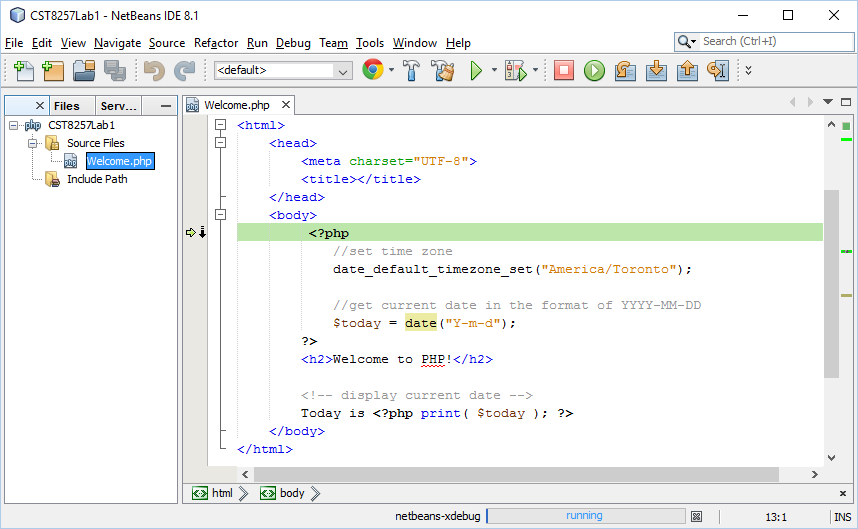 CST8257Lab1 - NetBeans IDE 8.1
File Edit View Navigate Source Refactor Run Debug Team Tools Window Help
Search (Ctrl+I)
<default>
Files Serv...
Welcome.php
CST8257Lab1
Source Files
Welcome.php
Include Path
<html>
<head>
<meta charset="UTF-8">
<title></title>
</head>
<body>
<?php
//set time zone
date_default_timezone_set("America/Toronto");
//get current date in the format of YYYY-MM-DD
$today = date("Y-m-d");
?>
<h2>Welcome to PHP!</h2>
<!-- display current date -->
Today is <?php print( $today ); ?>
</body>
</html>
html body
netbeans-xdebug running 13:1 INS